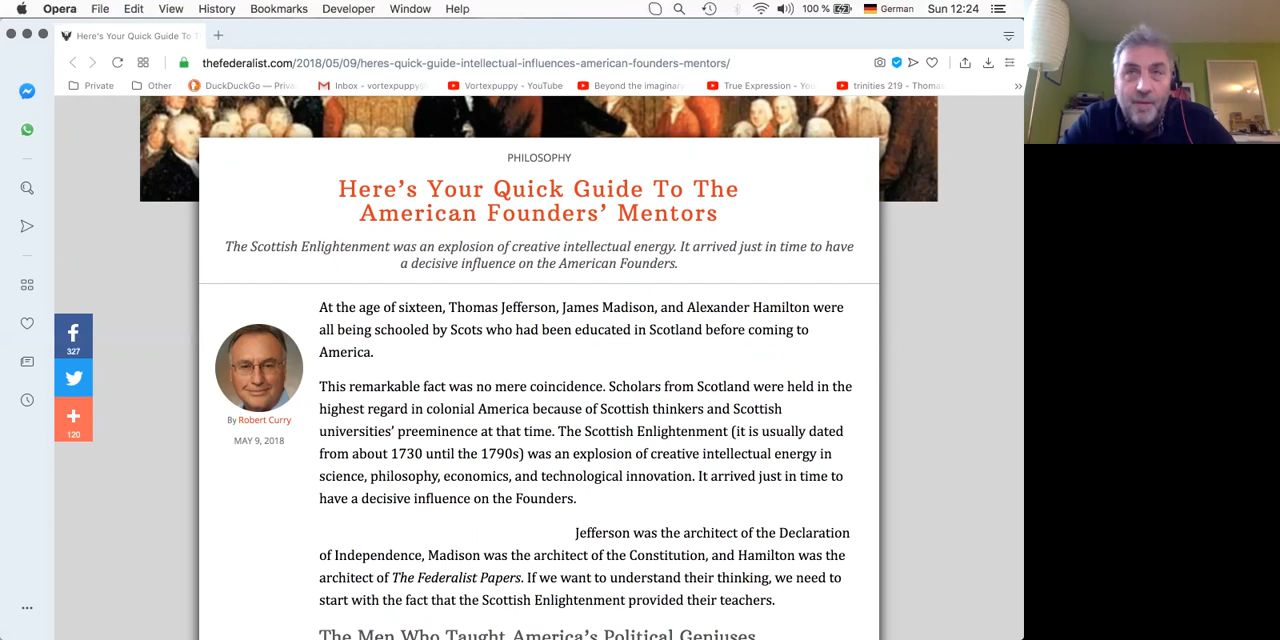 Opera File Edit View History Bookmarks Developer Window Help 100 % German Sun 12:24
Here's Your Quick Guide To T
thefederalist.com/2018/05/09/heres-quick-guide-intellectual-influences-american-founders-mentors/
Private Other DuckDuckGo — Priva Inbox - vortexpuppy@ Vortexpuppy - YouTube Beyond the imaginar True Expression - You trinities 219 - Thoma
PHILOSOPHY
Here's Your Quick Guide To The
American Founders' Mentors
The Scottish Enlightenment was an explosion of creative intellectual energy. It arrived just in time to have
a decisive influence on the American Founders.
At the age of sixteen, Thomas Jefferson, James Madison, and Alexander Hamilton were
all being schooled by Scots who had been educated in Scotland before coming to
America.
By Robert Curry
MAY 9, 2018
327
120
This remarkable fact was no mere coincidence. Scholars from Scotland were held in the
highest regard in colonial America because of Scottish thinkers and Scottish
universities' preeminence at that time. The Scottish Enlightenment (it is usually dated
from about 1730 until the 1790s) was an explosion of creative intellectual energy in
science, philosophy, economics, and technological innovation. It arrived just in time to
have a decisive influence on the Founders.
Jefferson was the architect of the Declaration
of Independence, Madison was the architect of the Constitution, and Hamilton was the
architect of The Federalist Papers. If we want to understand their thinking, we need to
start with the fact that the Scottish Enlightenment provided their teachers.
The Men Who Taught America's Political Geniuses